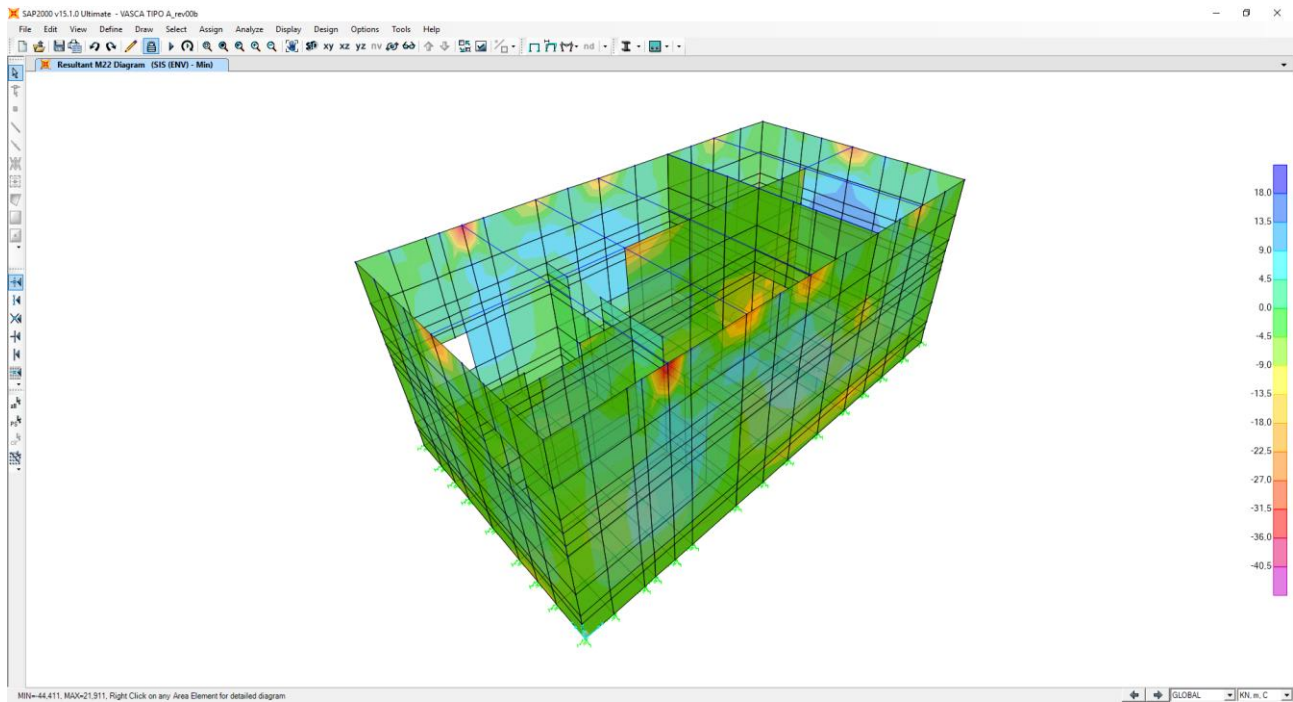 SAP2000 v15.1.0 Ultimate - VASCA TIPO A_rev00b
File Edit View Define Draw Select Assign Analyze Display Design Options Tools Help
xy xz yz nv nd
Resultant M22 Diagram (SIS (ENV) - Min)
18.0
13.5
9.0
4.5
0.0
-4.5
-9.0
-13.5
-18.0
-22.5
-27.0
-31.5
-36.0
-40.5
MIN=-44,411, MAX=21,911, Right Click on any Area Element for detailed diagram
GLOBAL
KN, m, C